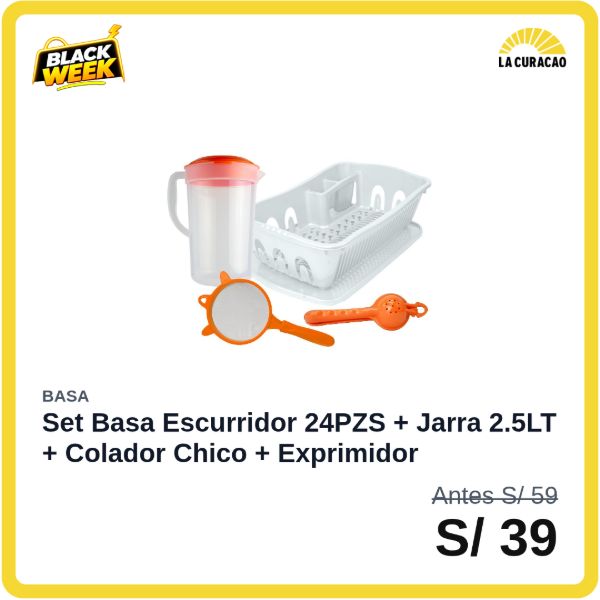 BLACK
WEEK
LA CURACAO
BASA
Set Basa Escurridor 24PZS + Jarra 2.5LT
+ Colador Chico + Exprimidor
Antes S/ 59
S/ 39